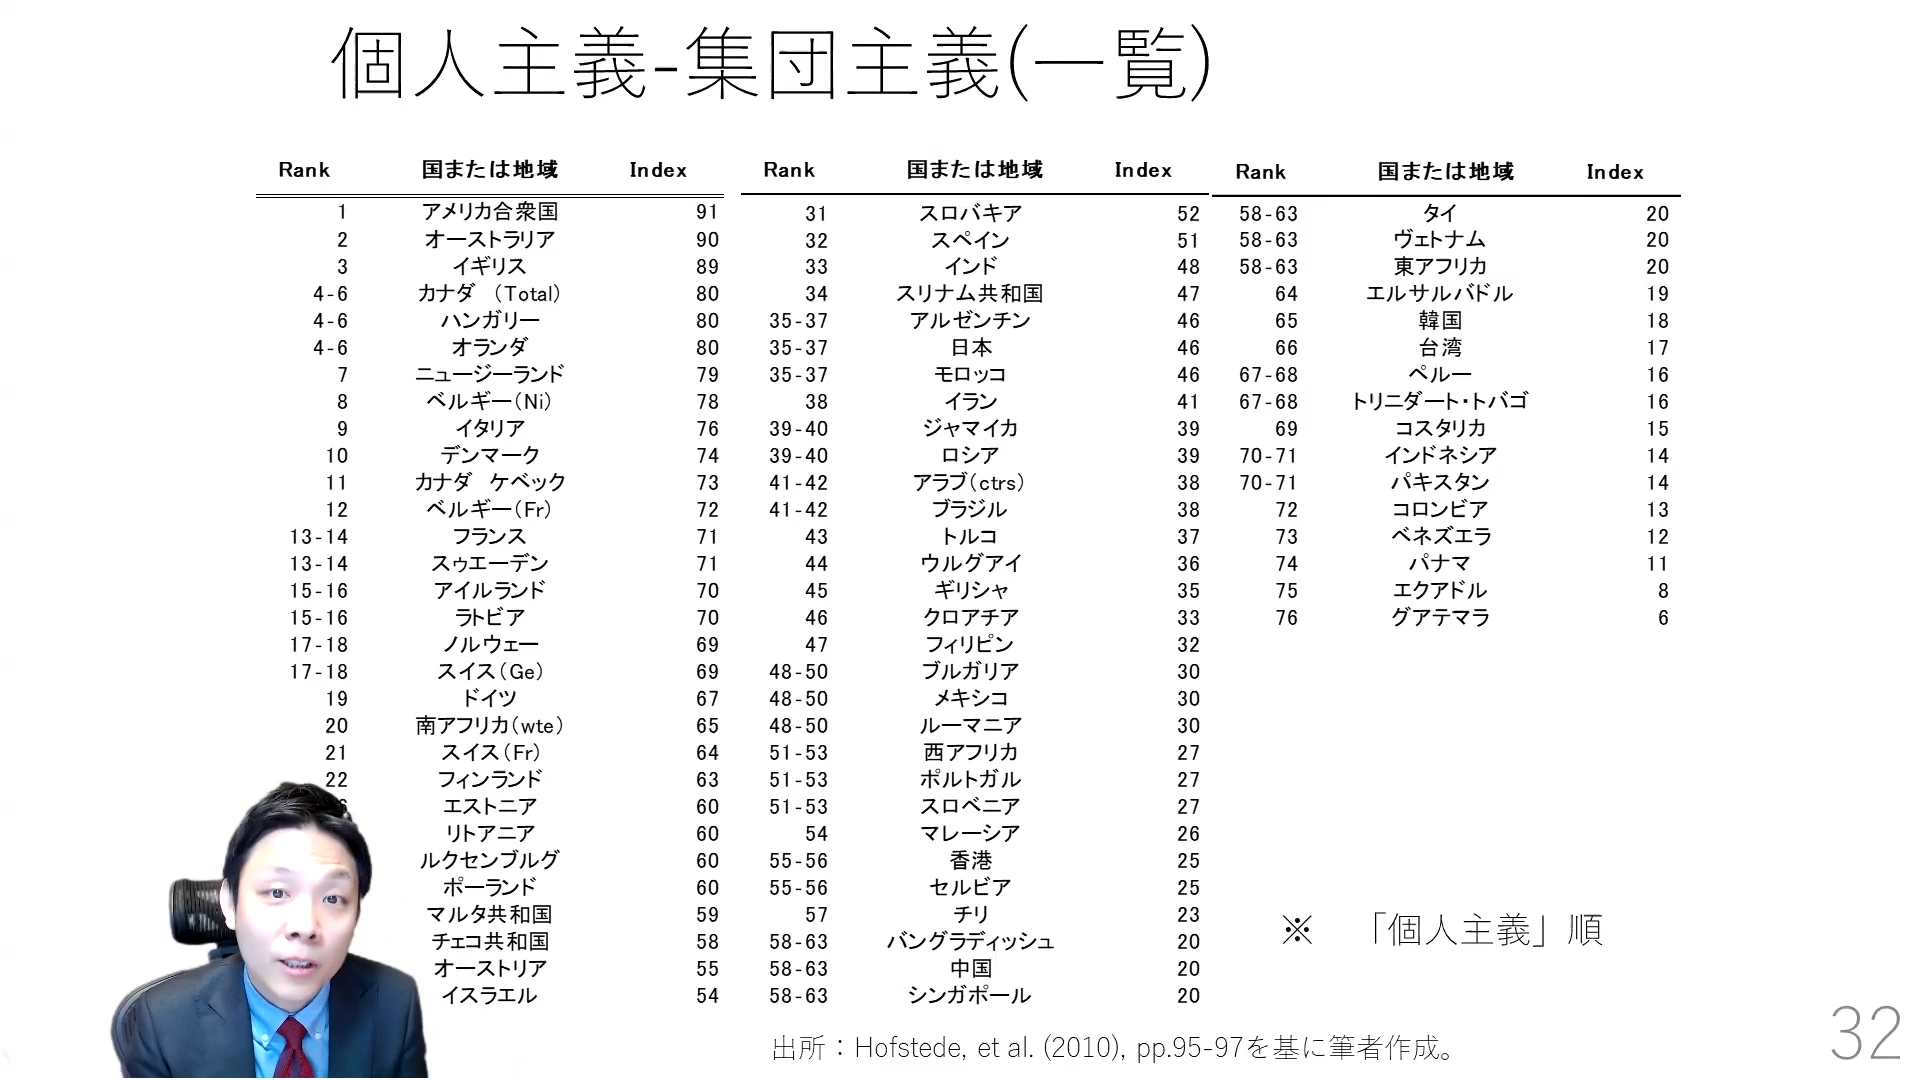 個人主義-集団主義(一覧)
Rank 国または地域 Index
1 アメリカ合衆国 91
2 オーストラリア 90
3 イギリス 89
4-6 カナダ (Total) 80
4-6 ハンガリー 80
4-6 オランダ 80
7 ニュージーランド 79
8 ベルギー(Ni) 78
9 イタリア 76
10 デンマーク 74
11 カナダ ケベック 73
12 ベルギー(Fr) 72
13-14 フランス 71
13-14 スゥエーデン 71
15-16 アイルランド 70
15-16 ラトビア 70
17-18 ノルウェー 69
17-18 スイス(Ge) 69
19 ドイツ 67
20 南アフリカ(wte) 65
21 スイス(Fr) 64
22 フィンランド 63
エストニア 60
リトアニア 60
ルクセンブルグ 60
ポーランド 60
マルタ共和国 59
チェコ共和国 58
オーストリア 55
イスラエル 54
Rank 国または地域 Index
31 スロバキア 52
32 スペイン 51
33 インド 48
34 スリナム共和国 47
35-37 アルゼンチン 46
35-37 日本 46
35-37 モロッコ 46
38 イラン 41
39-40 ジャマイカ 39
39-40 ロシア 39
41-42 アラブ(ctrs) 38
41-42 ブラジル 38
43 トルコ 37
44 ウルグアイ 36
45 ギリシャ 35
46 クロアチア 33
47 フィリピン 32
48-50 ブルガリア 30
48-50 メキシコ 30
48-50 ルーマニア 30
51-53 西アフリカ 27
51-53 ポルトガル 27
51-53 スロベニア 27
54 マレーシア 26
55-56 香港 25
55-56 セルビア 25
57 チリ 23
58-63 バングラディッシュ 20
58-63 中国 20
58-63 シンガポール 20
Rank 国または地域 Index
58-63 タイ 20
58-63 ヴェトナム 20
58-63 東アフリカ 20
64 エルサルバドル 19
65 韓国 18
66 台湾 17
67-68 ペルー 16
67-68 トリニダート・トバゴ 16
69 コスタリカ 15
70-71 インドネシア 14
70-71 パキスタン 14
72 コロンビア 13
73 ベネズエラ 12
74 パナマ 11
75 エクアドル 8
76 グアテマラ 6
※ 「個人主義」順
出所：Hofstede, et al. (2010), pp.95-97を基に筆者作成。
32